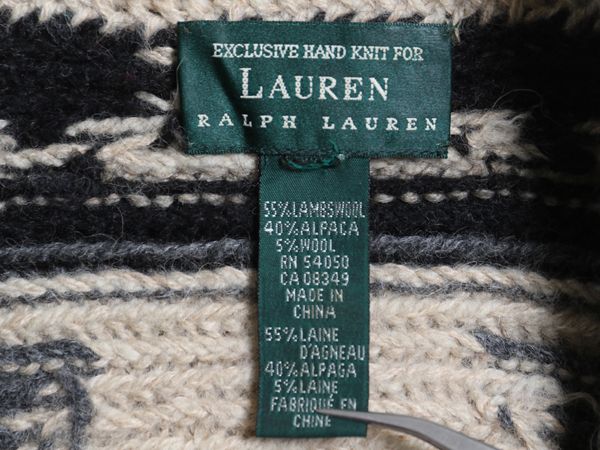 EXCLUSIVE HAND KNIT FOR
LAUREN
RALPH LAUREN
55% LAMBSWOOL
40% ALPACA
5% WOOL
RN 54050
CA 08349
MADE IN
CHINA
55% LAINE
D'AGNEAU
40% ALPAGA
5% LAINE
FABRIQUÉ EN
CHINE